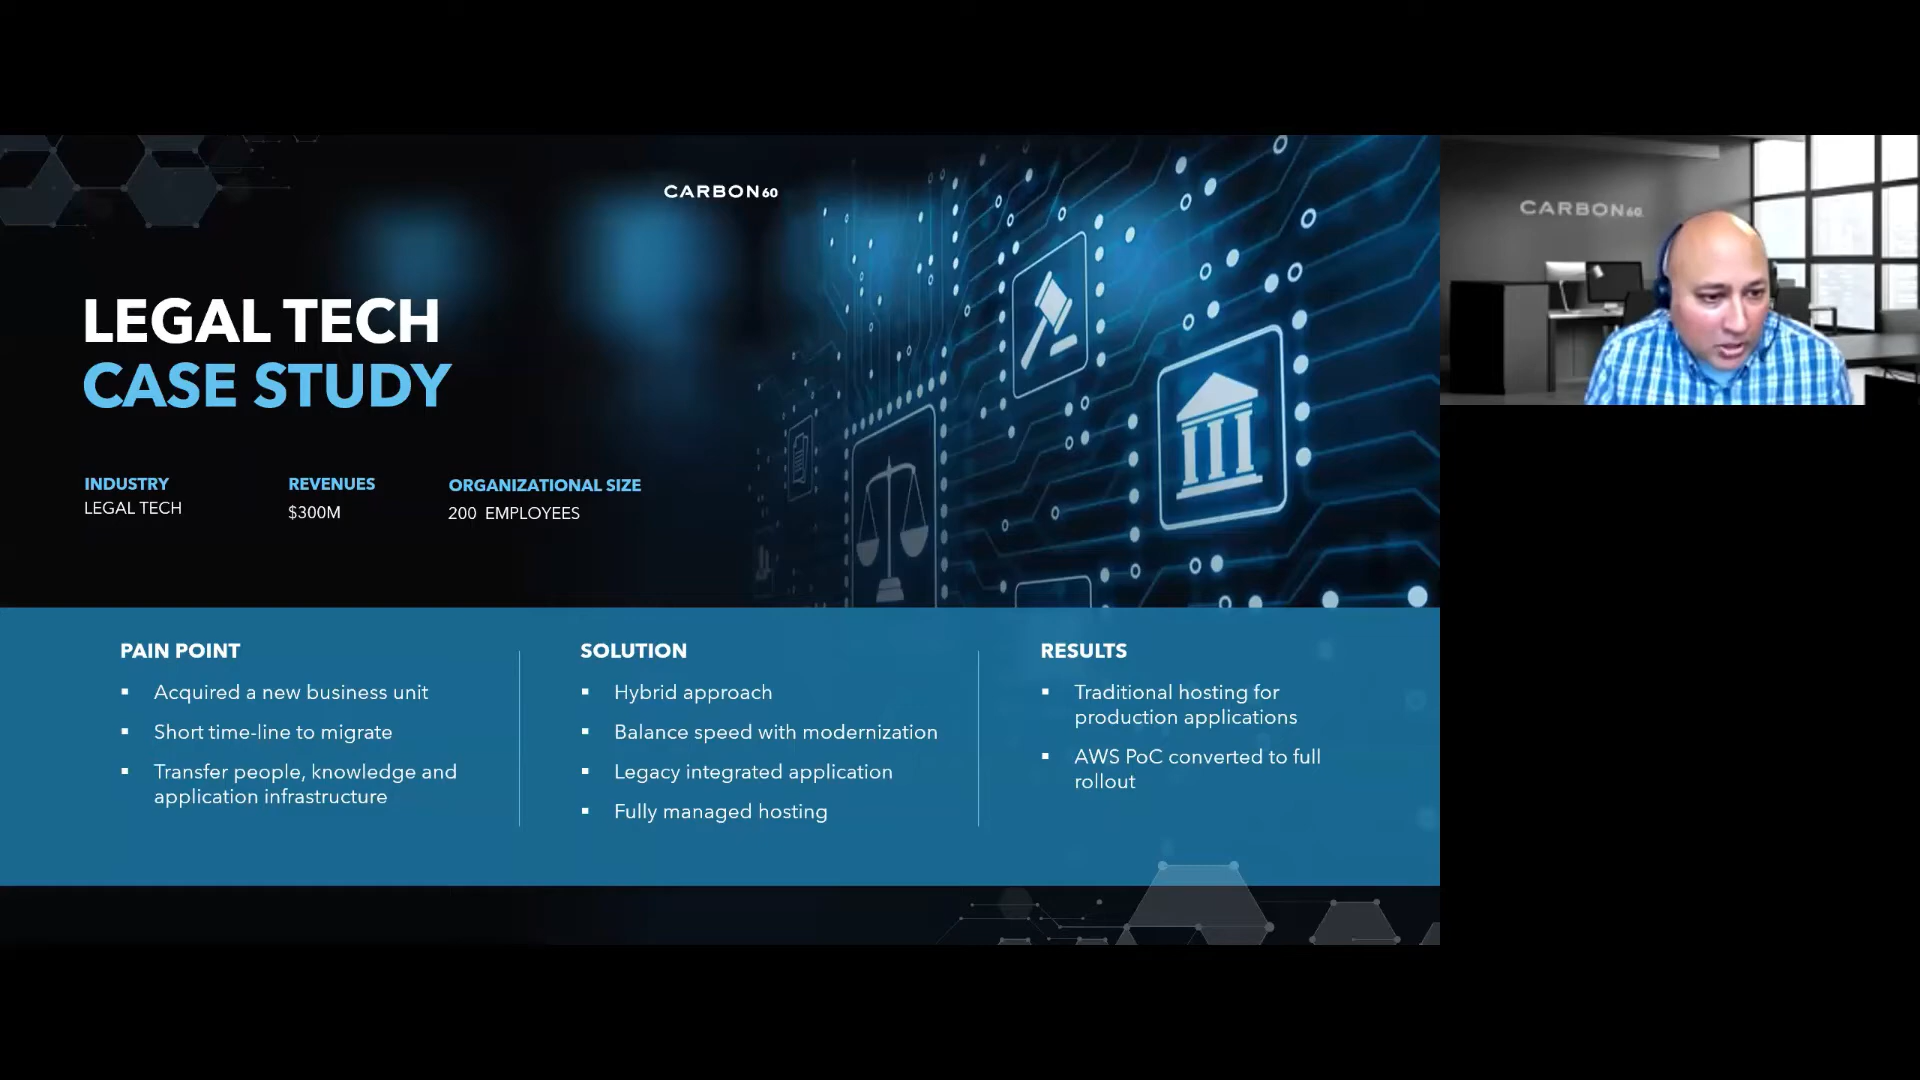 CARBON60
CARBON60
LEGAL TECH
CASE STUDY
INDUSTRY
LEGAL TECH
REVENUES
$300M
ORGANIZATIONAL SIZE
200 EMPLOYEES
PAIN POINT
▪ Acquired a new business unit
▪ Short time-line to migrate
▪ Transfer people, knowledge and
application infrastructure
SOLUTION
▪ Hybrid approach
▪ Balance speed with modernization
▪ Legacy integrated application
▪ Fully managed hosting
RESULTS
▪ Traditional hosting for
production applications
▪ AWS PoC converted to full
rollout